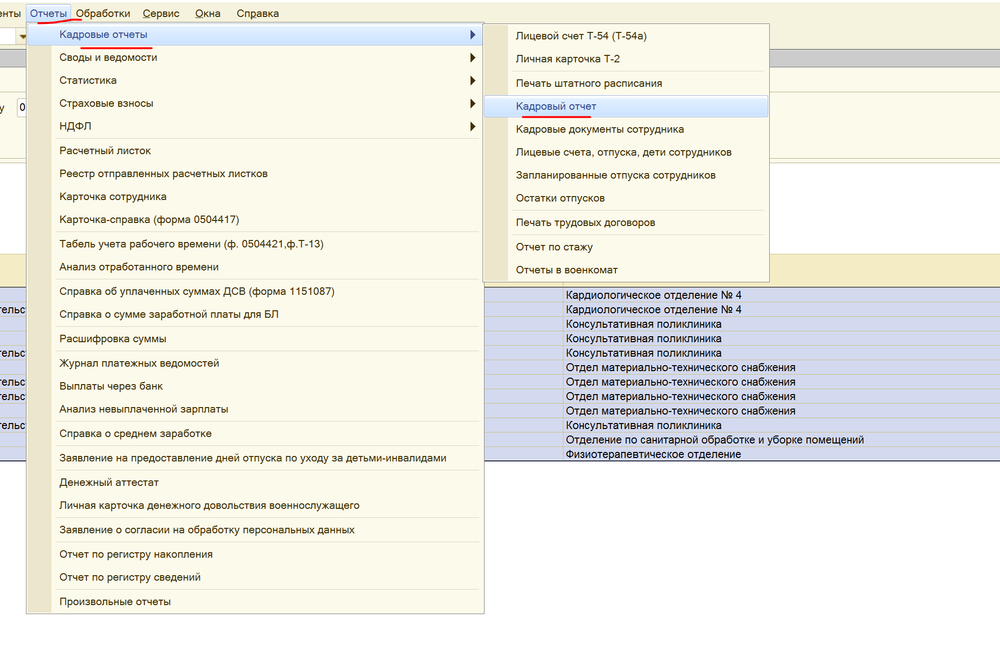 Отчеты Обработки Сервис Окна Справка
Кадровые отчеты
Своды и ведомости
Статистика
Страховые взносы
НДФЛ
Расчетный листок
Реестр отправленных расчетных листков
Карточка сотрудника
Карточка-справка (форма 0504417)
Табель учета рабочего времени (ф. 0504421,ф.Т-13)
Анализ отработанного времени
Справка об уплаченных суммах ДСВ (форма 1151087)
Справка о сумме заработной платы для БЛ
Расшифровка суммы
Журнал платежных ведомостей
Выплаты через банк
Анализ невыплаченной зарплаты
Справка о среднем заработке
Заявление на предоставление дней отпуска по уходу за детьми-инвалидами
Денежный аттестат
Личная карточка денежного довольствия военнослужащего
Заявление о согласии на обработку персональных данных
Отчет по регистру накопления
Отчет по регистру сведений
Произвольные отчеты
Лицевой счет Т-54 (Т-54а)
Личная карточка Т-2
Печать штатного расписания
Кадровый отчет
Кадровые документы сотрудника
Лицевые счета, отпуска, дети сотрудников
Запланированные отпуска сотрудников
Остатки отпусков
Печать трудовых договоров
Отчет по стажу
Отчеты в военкомат
Кардиологическое отделение № 4
Кардиологическое отделение № 4
Консультативная поликлиника
Консультативная поликлиника
Консультативная поликлиника
Отдел материально-технического снабжения
Отдел материально-технического снабжения
Отдел материально-технического снабжения
Отдел материально-технического снабжения
Консультативная поликлиника
Отделение по санитарной обработке и уборке помещений
Физиотерапевтическое отделение